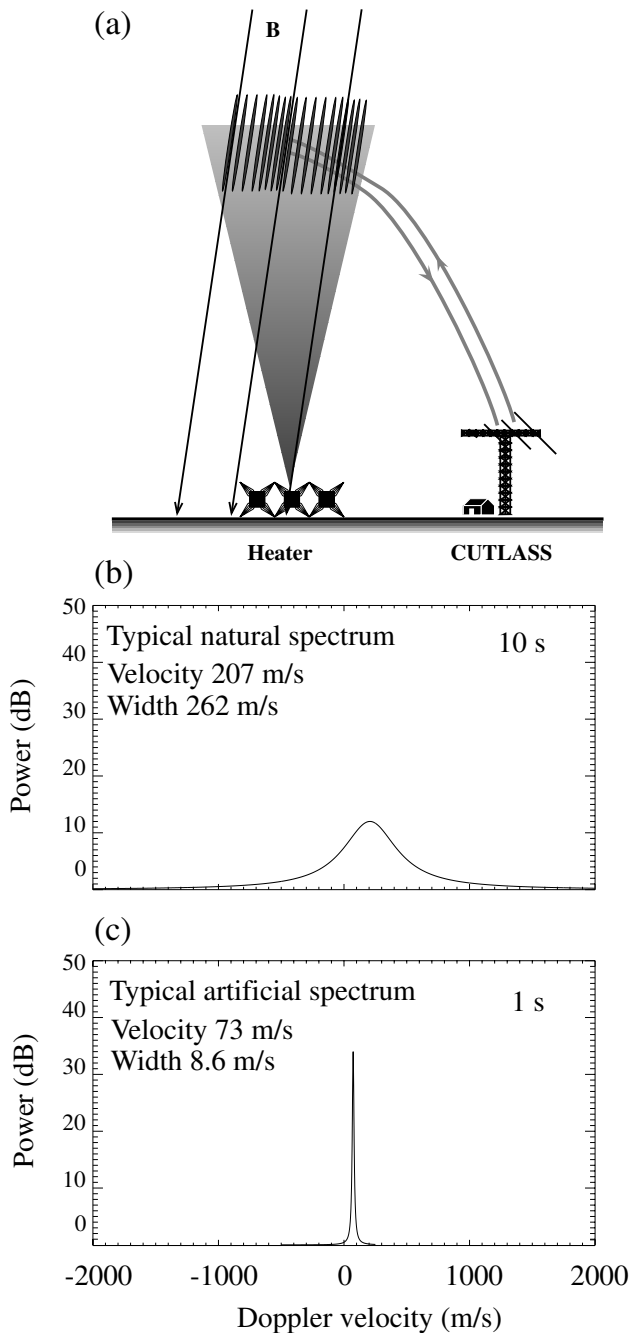 (a)
B
Heater CUTLASS
(b)
50
40
30
20
10
0
Power (dB)
Typical natural spectrum 10 s
Velocity 207 m/s
Width 262 m/s
(c)
50
40
30
20
10
0
Power (dB)
Typical artificial spectrum 1 s
Velocity 73 m/s
Width 8.6 m/s
-2000 -1000 0 1000 2000
Doppler velocity (m/s)